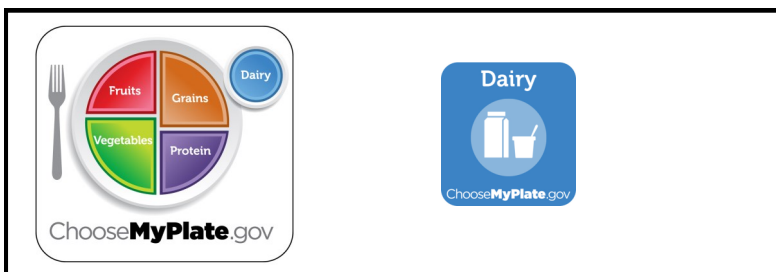 Fruits
Grains
Dairy
Vegetables
Protein
ChooseMyPlate.gov
Dairy
ChooseMyPlate.gov